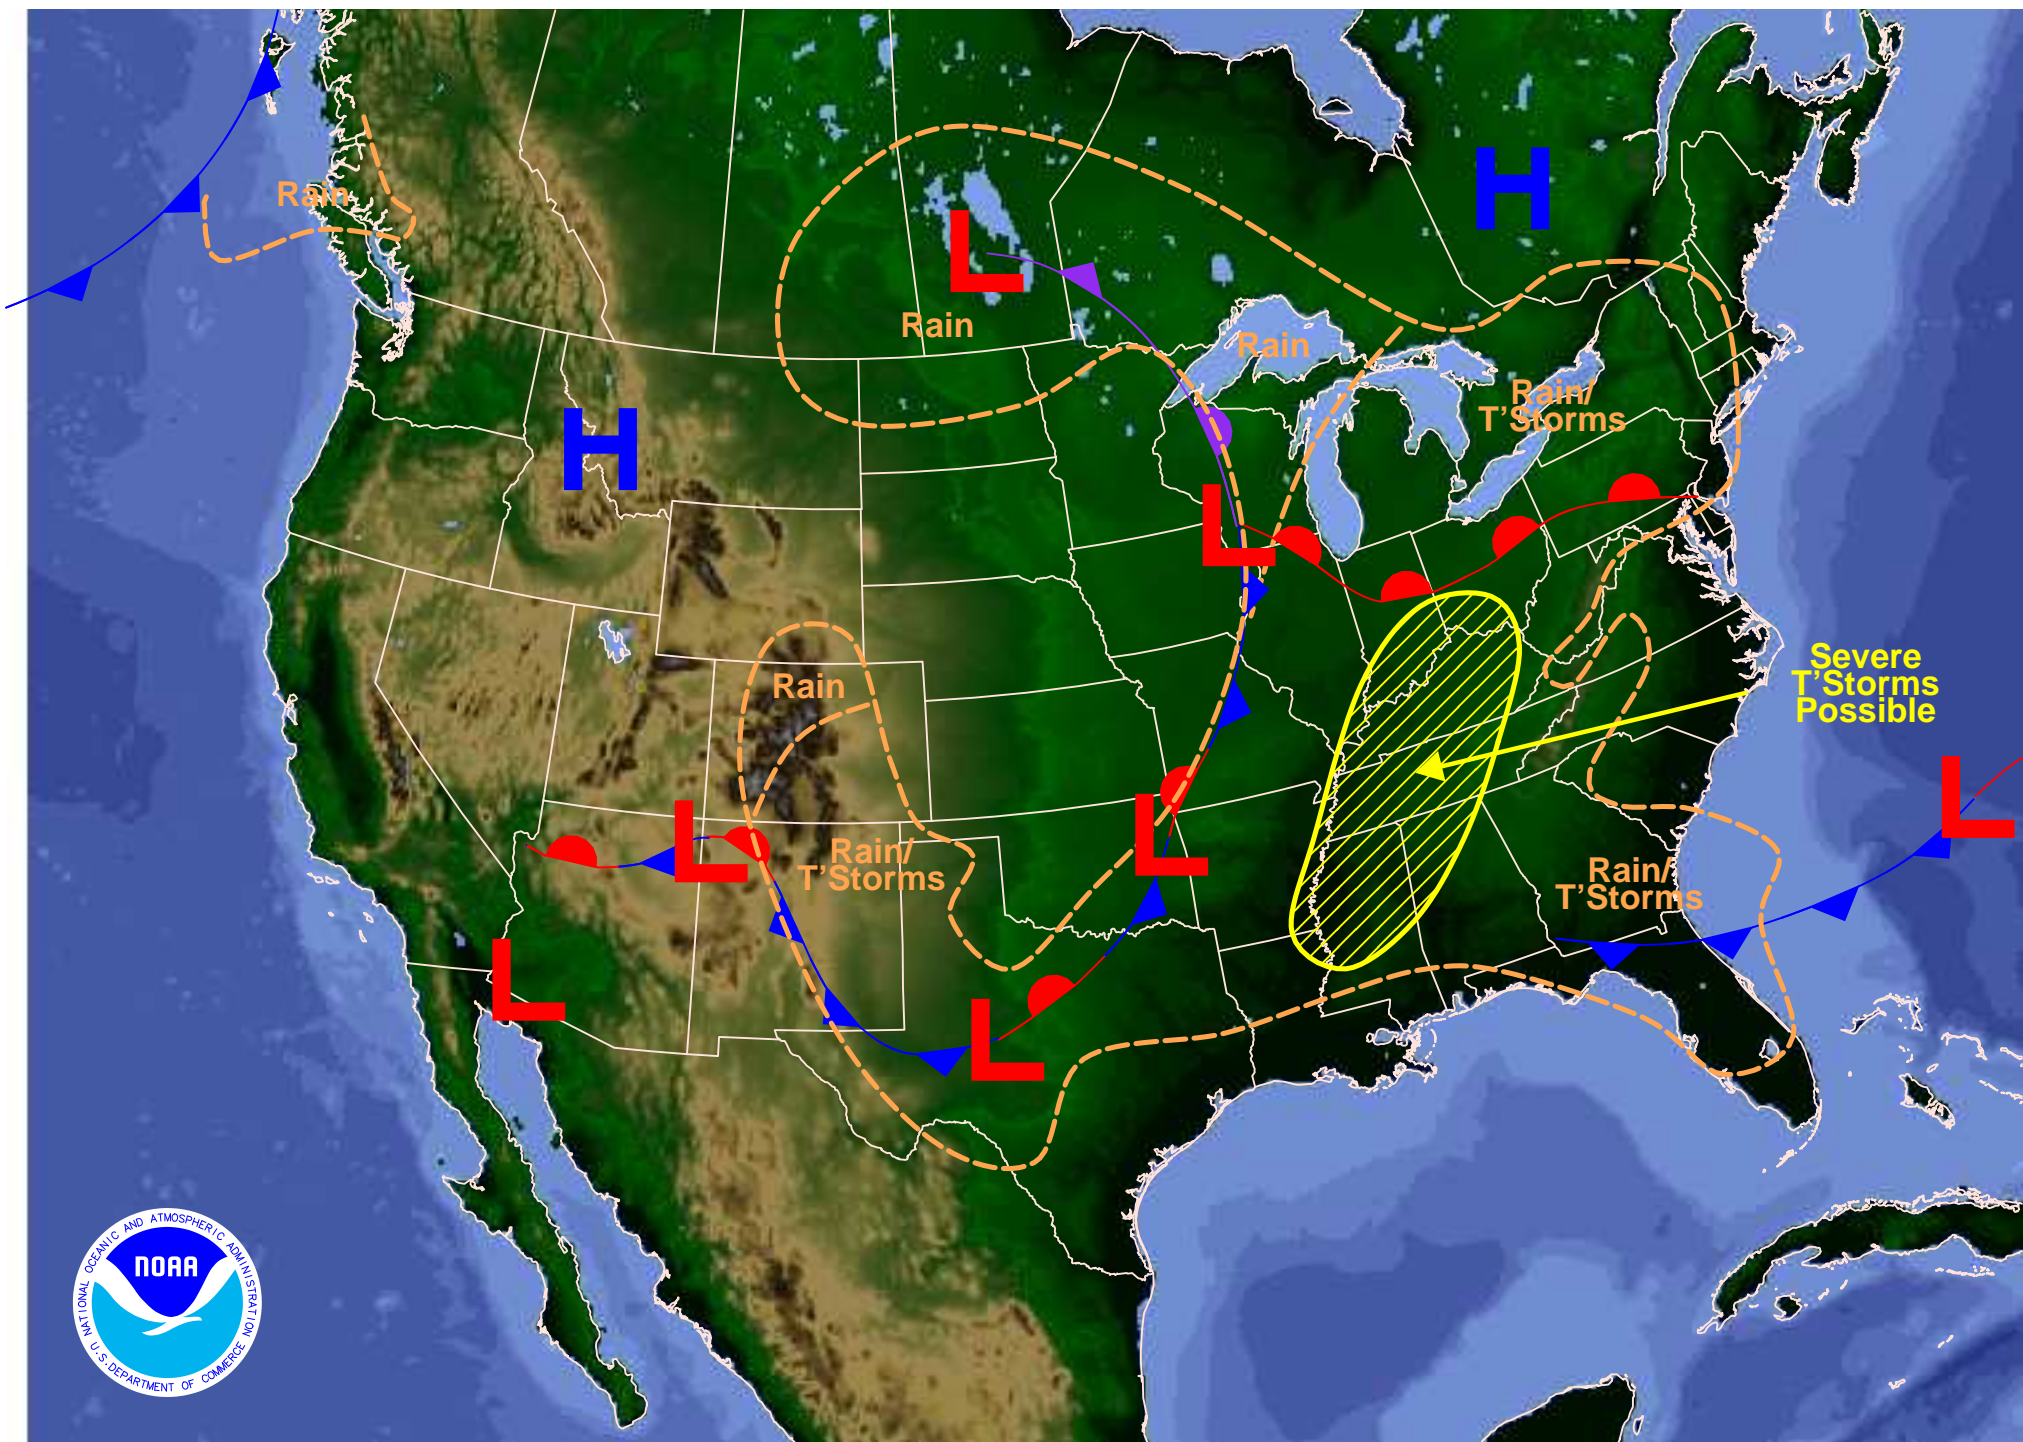 H
Rain
L
Rain
Rain
Rain/
T'Storms
H
L
Severe
T'Storms
Possible
Rain
L
L
L
Rain/
T'Storms
Rain/
T'Storms
L
L
L
NATIONAL OCEANIC AND ATMOSPHERIC ADMINISTRATION
NOAA
U.S. DEPARTMENT OF COMMERCE